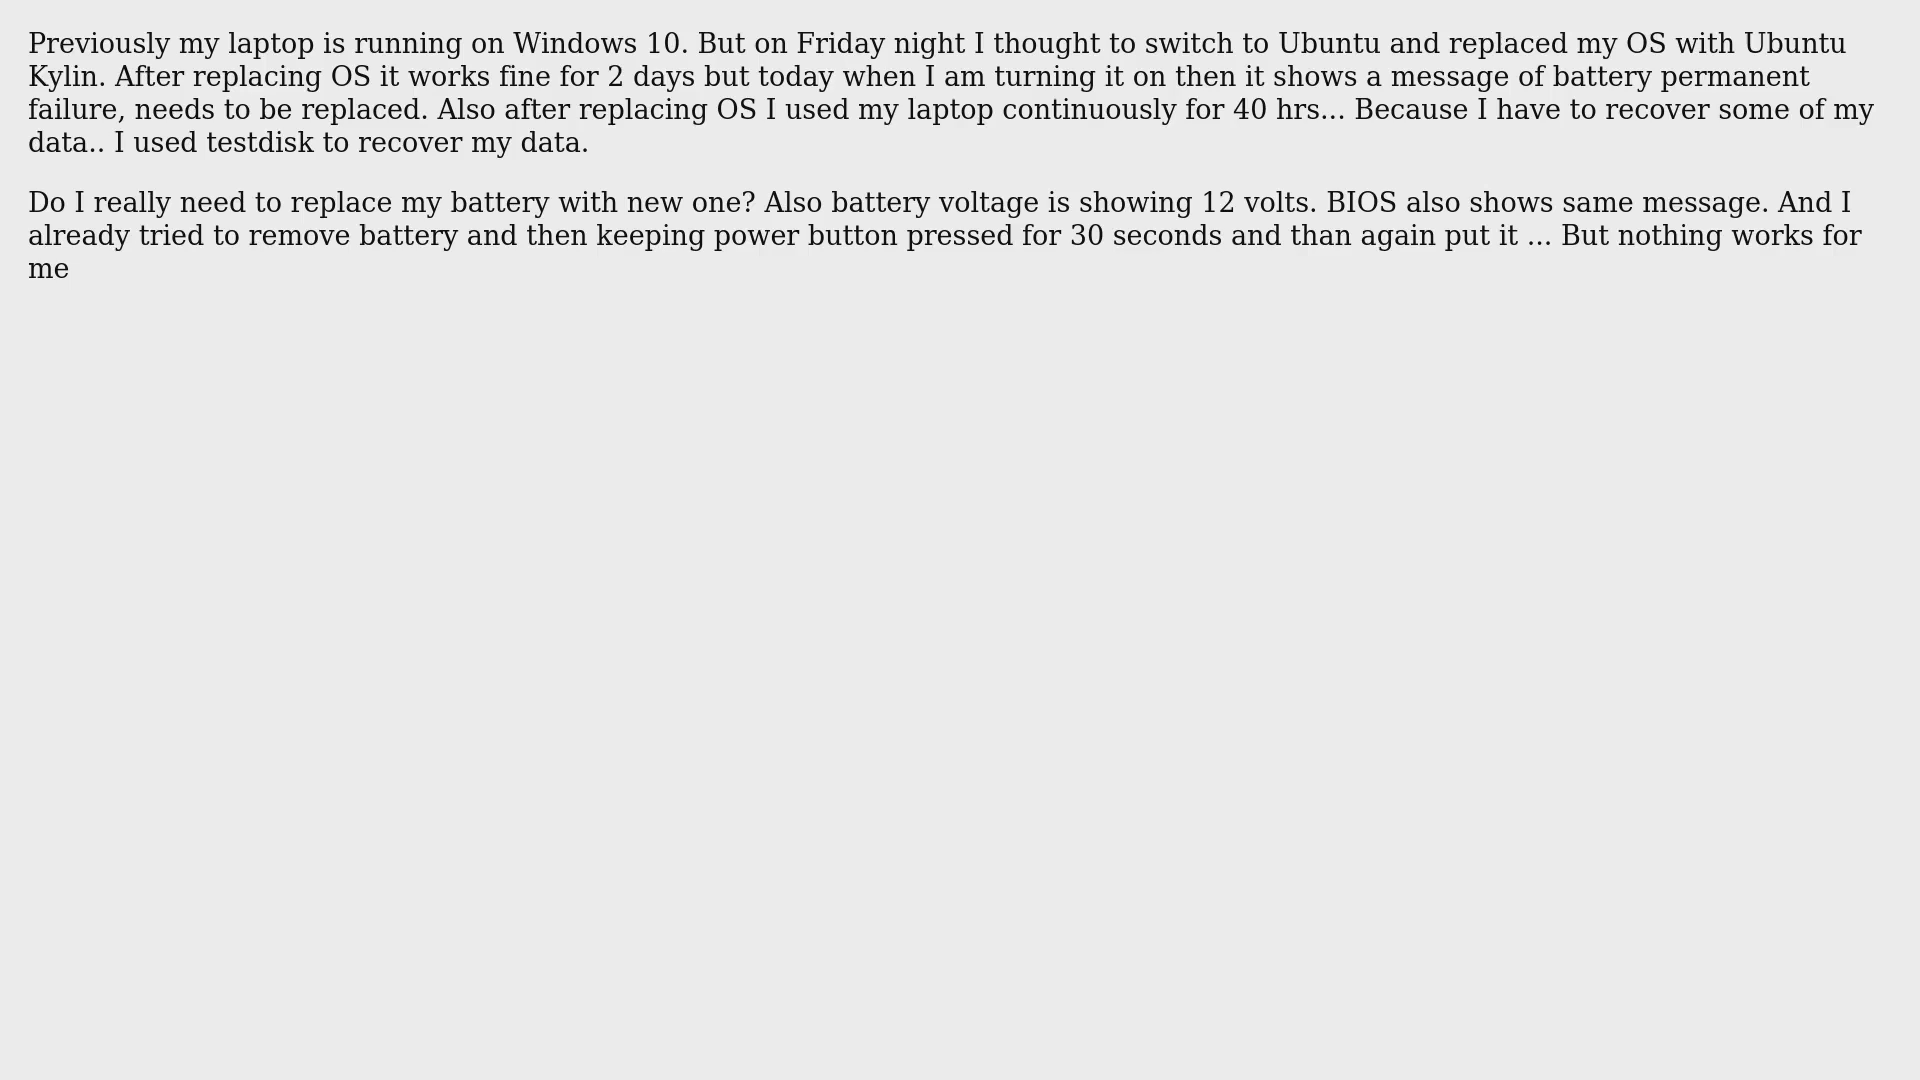 Previously my laptop is running on Windows 10. But on Friday night I thought to switch to Ubuntu and replaced my OS with Ubuntu
Kylin. After replacing OS it works fine for 2 days but today when I am turning it on then it shows a message of battery permanent
failure, needs to be replaced. Also after replacing OS I used my laptop continuously for 40 hrs... Because I have to recover some of my
data.. I used testdisk to recover my data.
Do I really need to replace my battery with new one? Also battery voltage is showing 12 volts. BIOS also shows same message. And I
already tried to remove battery and then keeping power button pressed for 30 seconds and than again put it ... But nothing works for
me